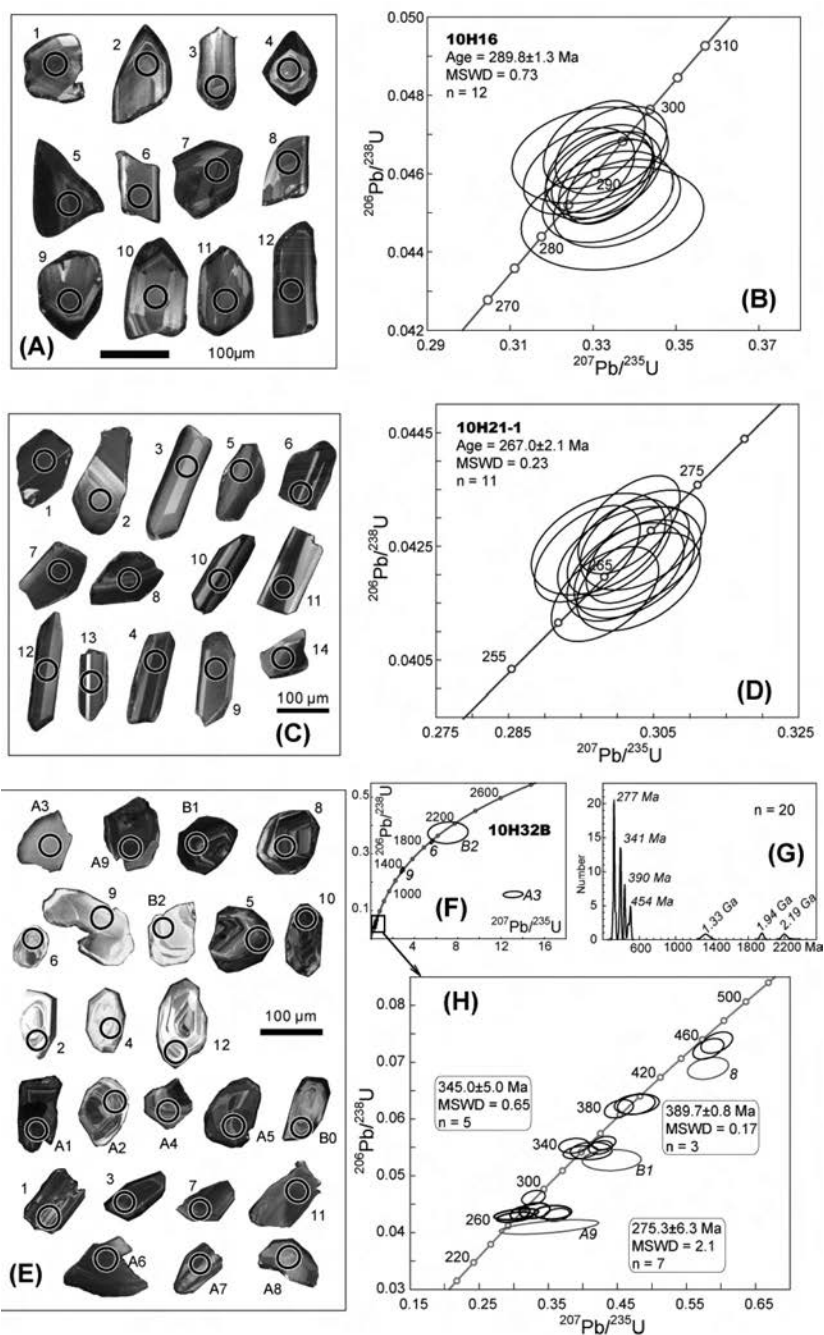 1
2
3
4
5
6
7
8
9
10
11
12
(A)
100μm
0.050
0.048
0.046
0.044
0.042
206Pb/238U
10H16
Age = 289.8±1.3 Ma
MSWD = 0.73
n = 12
310
300
290
280
270
(B)
0.29
0.31
0.33
0.35
0.37
207Pb/235U
1
2
3
5
6
7
8
10
11
12
13
4
9
14
100 μm
(C)
0.0445
0.0425
0.0405
206Pb/238U
10H21-1
Age = 267.0±2.1 Ma
MSWD = 0.23
n = 11
275
265
255
(D)
0.275
0.285
0.295
0.305
0.315
0.325
207Pb/235U
A3
A9
B1
8
6
9
B2
5
10
2
4
12
100 μm
A1
A2
A4
A5
B0
1
3
7
11
(E)
A6
A7
A8
0.5
0.3
0.1
206Pb/238U
2600
2200
1800
1400
1000
10H32B
6
B2
9
A3
(F)
207Pb/235U
0
4
8
12
16
20
15
10
5
0
Number
277 Ma
341 Ma
390 Ma
454 Ma
n = 20
(G)
1.33 Ga
1.94 Ga
2.19 Ga
600
1000
1400
1800
2200 Ma
(H)
0.08
0.07
0.06
0.05
0.04
0.03
206Pb/238U
500
460
420
380
340
300
260
220
8
B1
A9
345.0±5.0 Ma
MSWD = 0.65
n = 5
389.7±0.8 Ma
MSWD = 0.17
n = 3
275.3±6.3 Ma
MSWD = 2.1
n = 7
0.15
0.25
0.35
0.45
0.55
0.65
207Pb/235U